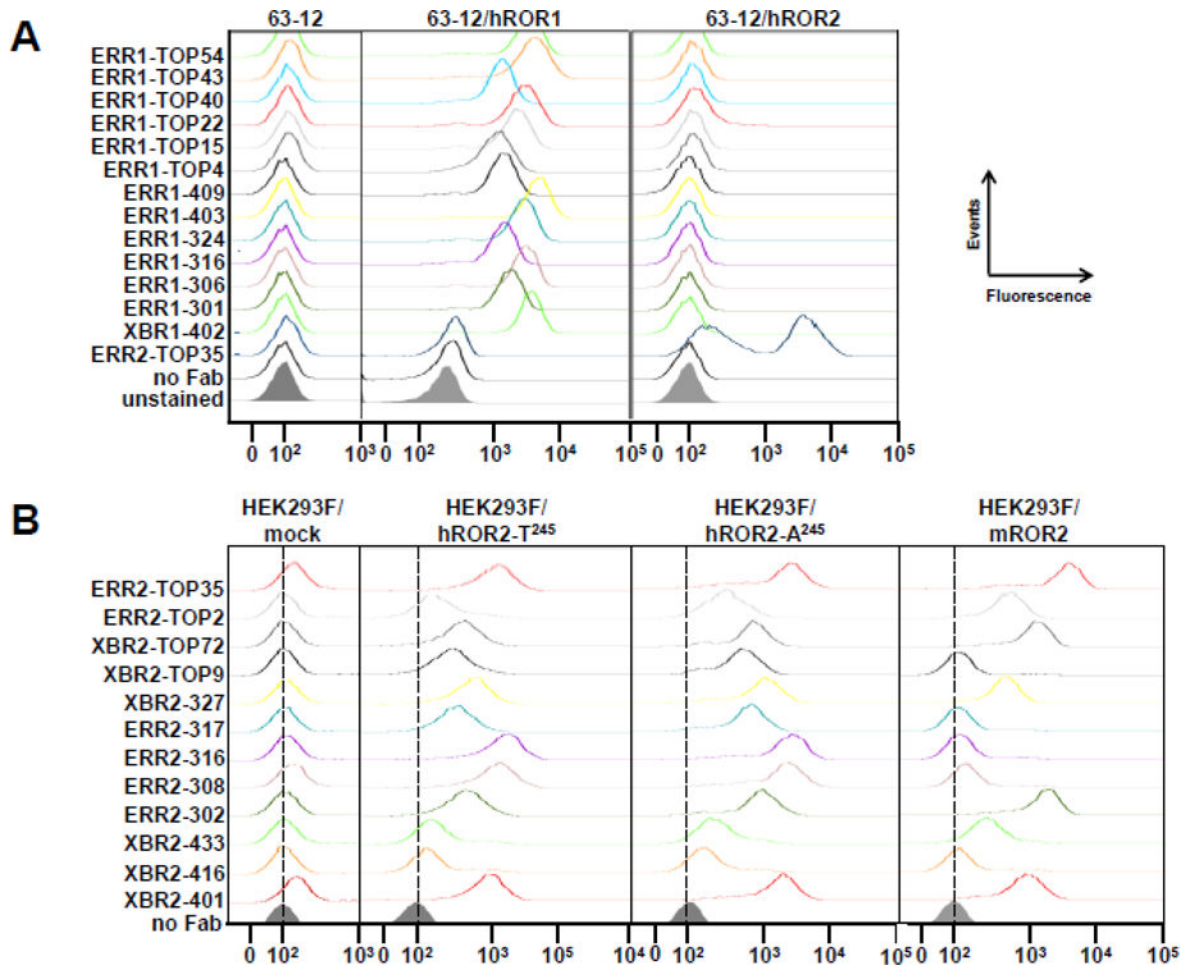 A
63-12 63-12/hROR1 63-12/hROR2
ERR1-TOP54
ERR1-TOP43
ERR1-TOP40
ERR1-TOP22
ERR1-TOP15
ERR1-TOP4
ERR1-409
ERR1-403
ERR1-324
ERR1-316
ERR1-306
ERR1-301
XBR1-402
ERR2-TOP35
no Fab
unstained
0 10² 10³ 10² 10³ 10⁴ 10⁵ 0 10² 10³ 10⁴ 10⁵
Events
Fluorescence
B
HEK293F/ HEK293F/ HEK293F/ HEK293F/
mock hROR2-T²⁴⁵ hROR2-A²⁴⁵ mROR2
ERR2-TOP35
ERR2-TOP2
XBR2-TOP72
XBR2-TOP9
XBR2-327
ERR2-317
ERR2-316
ERR2-308
ERR2-302
XBR2-433
XBR2-416
XBR2-401
no Fab
0 10² 10³ 0 10² 10³ 10⁴ 10⁵ 0 10² 10³ 10⁴ 10⁵ 0 10² 10³ 10⁴ 10⁵